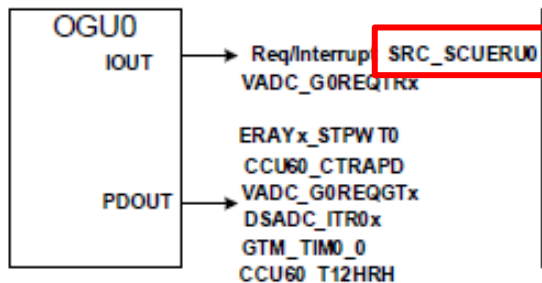 OGU0
IOUT
Req/Interrupt SRC_SCUERU0
VADC_G0REQTRx
ERAYx_STPWT0
CCU60_CTRAPD
PDOUT
VADC_G0REQGTx
DSADC_ITR0x
GTM_TIM0_0
CCU60_T12HRH